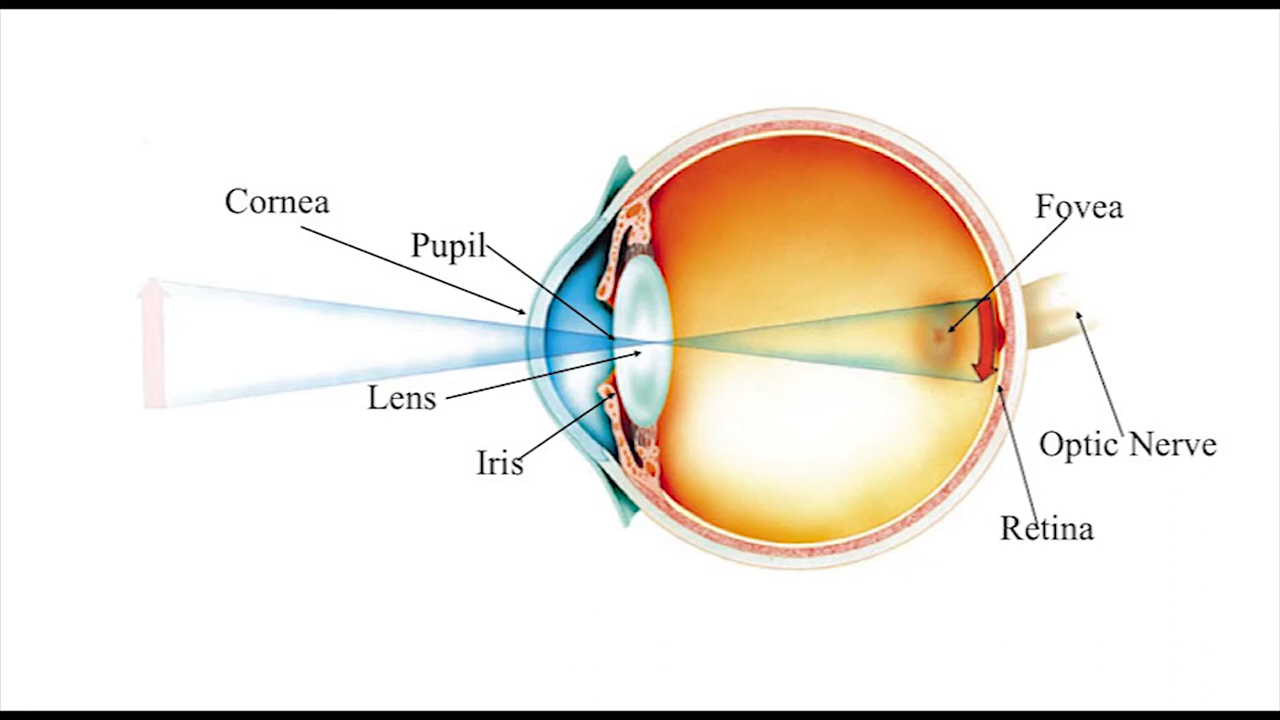 Cornea
Fovea
Pupil
Lens
Iris
Optic Nerve
Retina